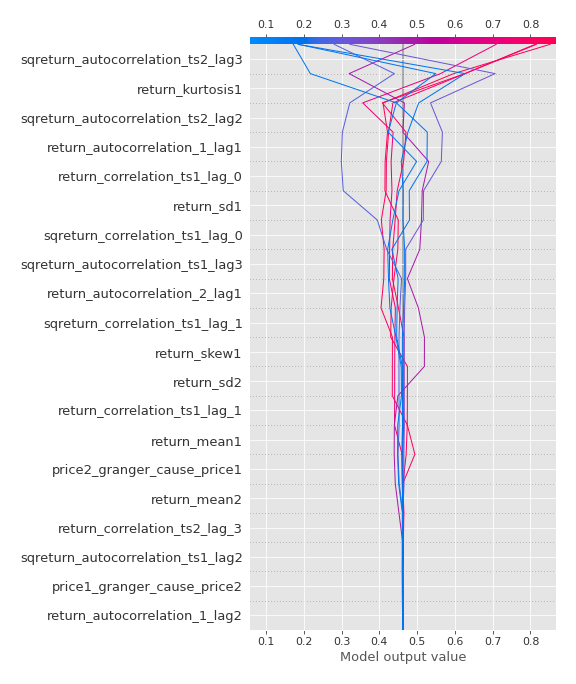 0.1 0.2 0.3 0.4 0.5 0.6 0.7 0.8
sqreturn_autocorrelation_ts2_lag3
return_kurtosis1
sqreturn_autocorrelation_ts2_lag2
return_autocorrelation_1_lag1
return_correlation_ts1_lag_0
return_sd1
sqreturn_correlation_ts1_lag_0
sqreturn_autocorrelation_ts1_lag3
return_autocorrelation_2_lag1
sqreturn_correlation_ts1_lag_1
return_skew1
return_sd2
return_correlation_ts1_lag_1
return_mean1
price2_granger_cause_price1
return_mean2
return_correlation_ts2_lag_3
sqreturn_autocorrelation_ts1_lag2
price1_granger_cause_price2
return_autocorrelation_1_lag2
0.1 0.2 0.3 0.4 0.5 0.6 0.7 0.8
Model output value